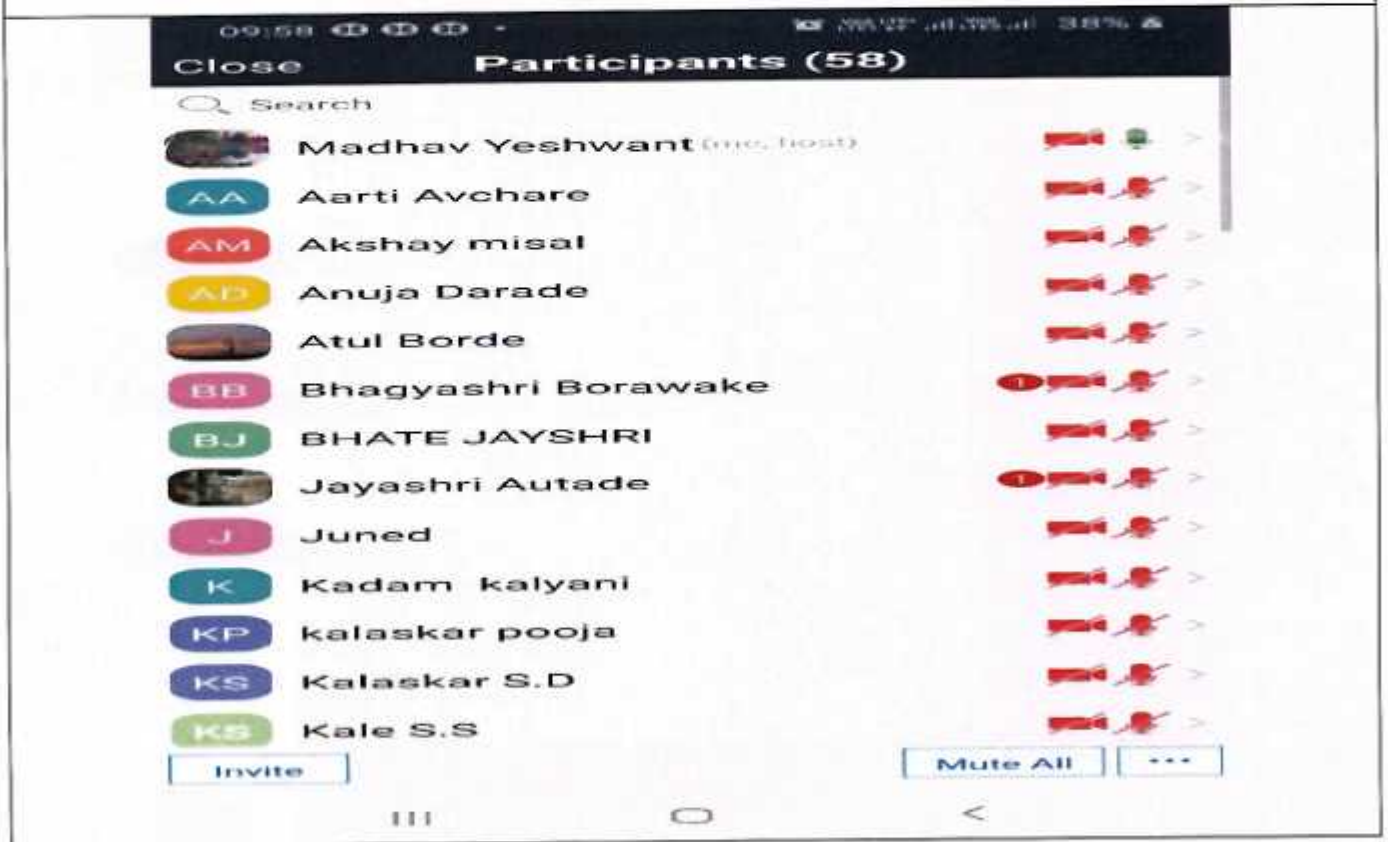 09:58 38%
Close Participants (58)
Search
Madhav Yeshwant (me, host)
AA Aarti Avchare
AM Akshay misal
AD Anuja Darade
Atul Borde
BB Bhagyashri Borawake 1
BJ BHATE JAYSHRI
Jayashri Autade 1
J Juned
K Kadam kalyani
KP kalaskar pooja
KS Kalaskar S.D
KS Kale S.S
Invite Mute All ...